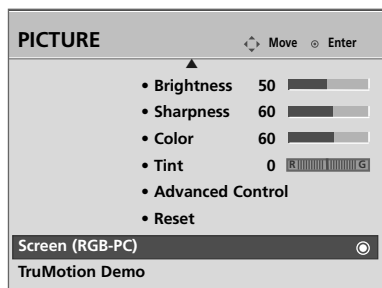 PICTURE Move Enter
• Brightness 50
• Sharpness 60
• Color 60
• Tint 0 R G
• Advanced Control
• Reset
Screen (RGB-PC)
TruMotion Demo